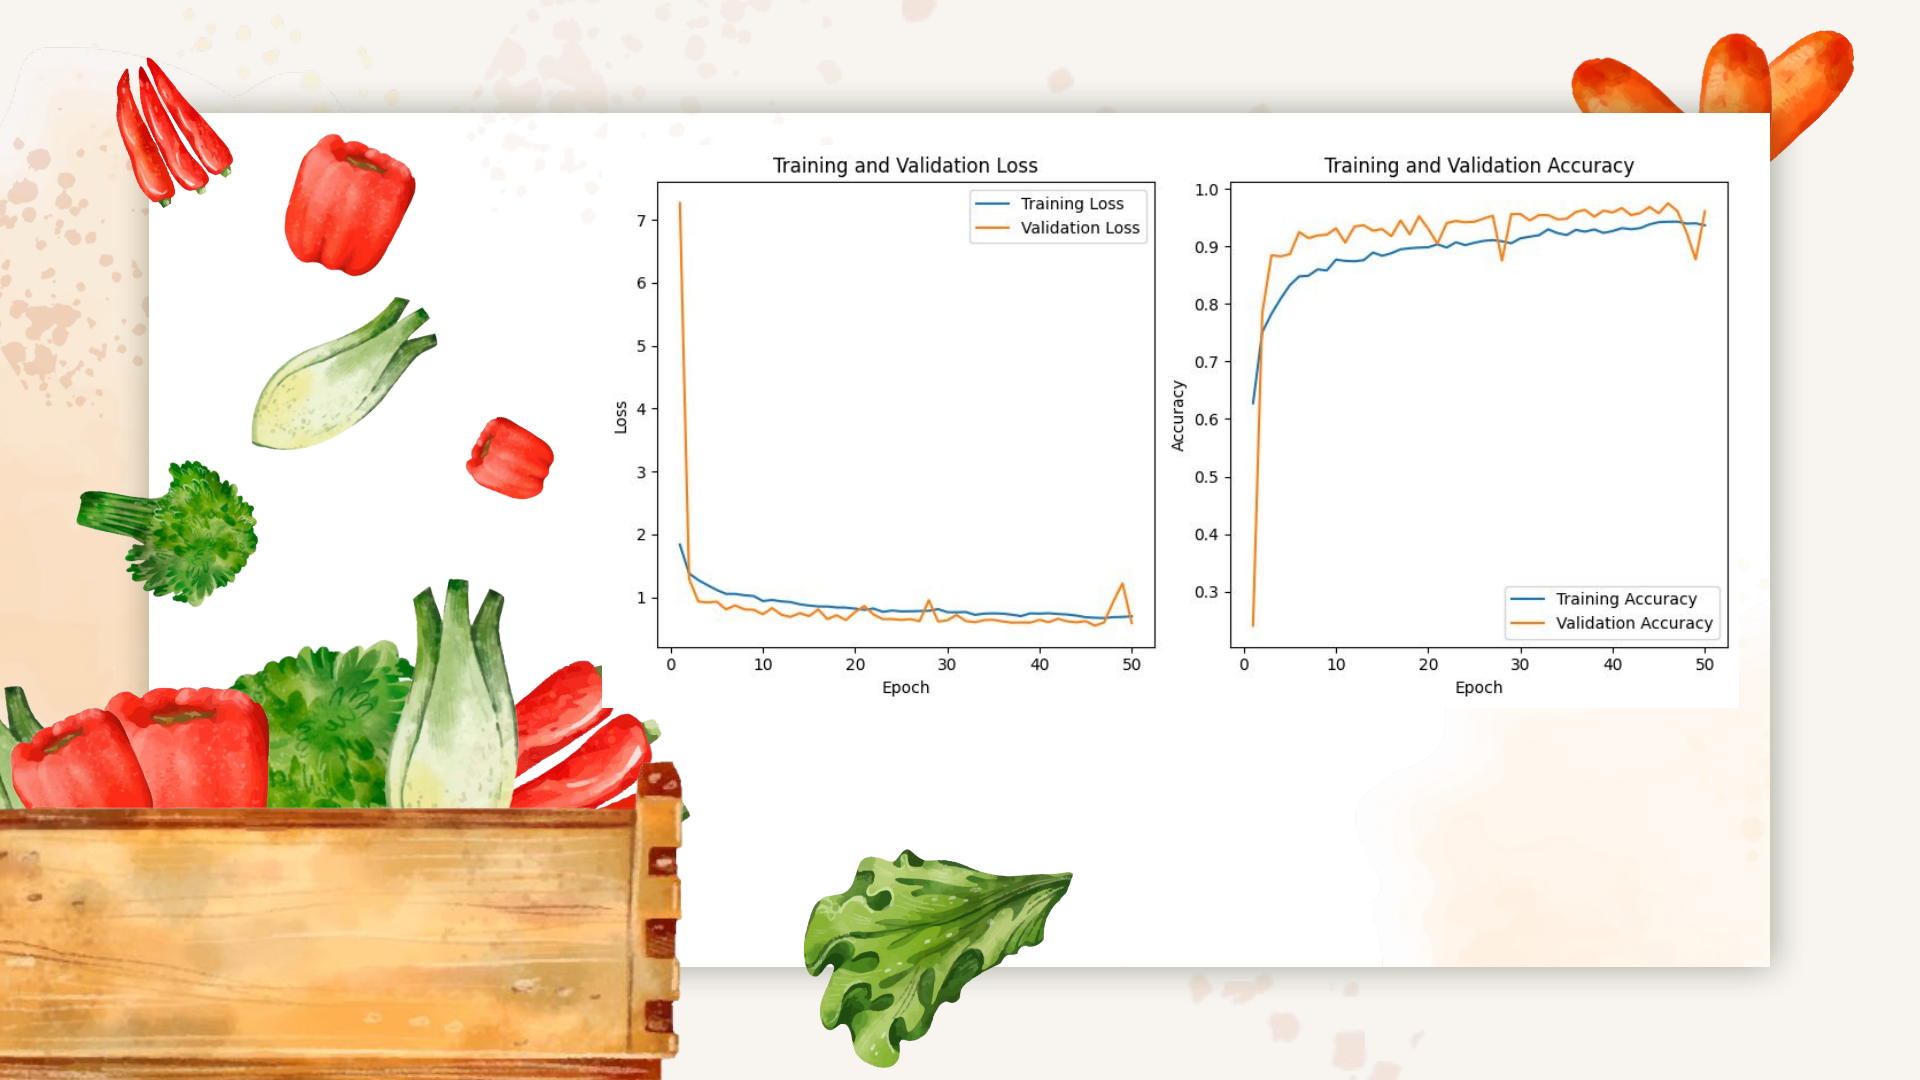 Training and Validation Loss
Training Loss
Validation Loss
7
6
5
4
3
2
1
Loss
0
10
20
30
40
50
Epoch
Training and Validation Accuracy
1.0
0.9
0.8
0.7
0.6
0.5
0.4
0.3
Accuracy
Training Accuracy
Validation Accuracy
0
10
20
30
40
50
Epoch